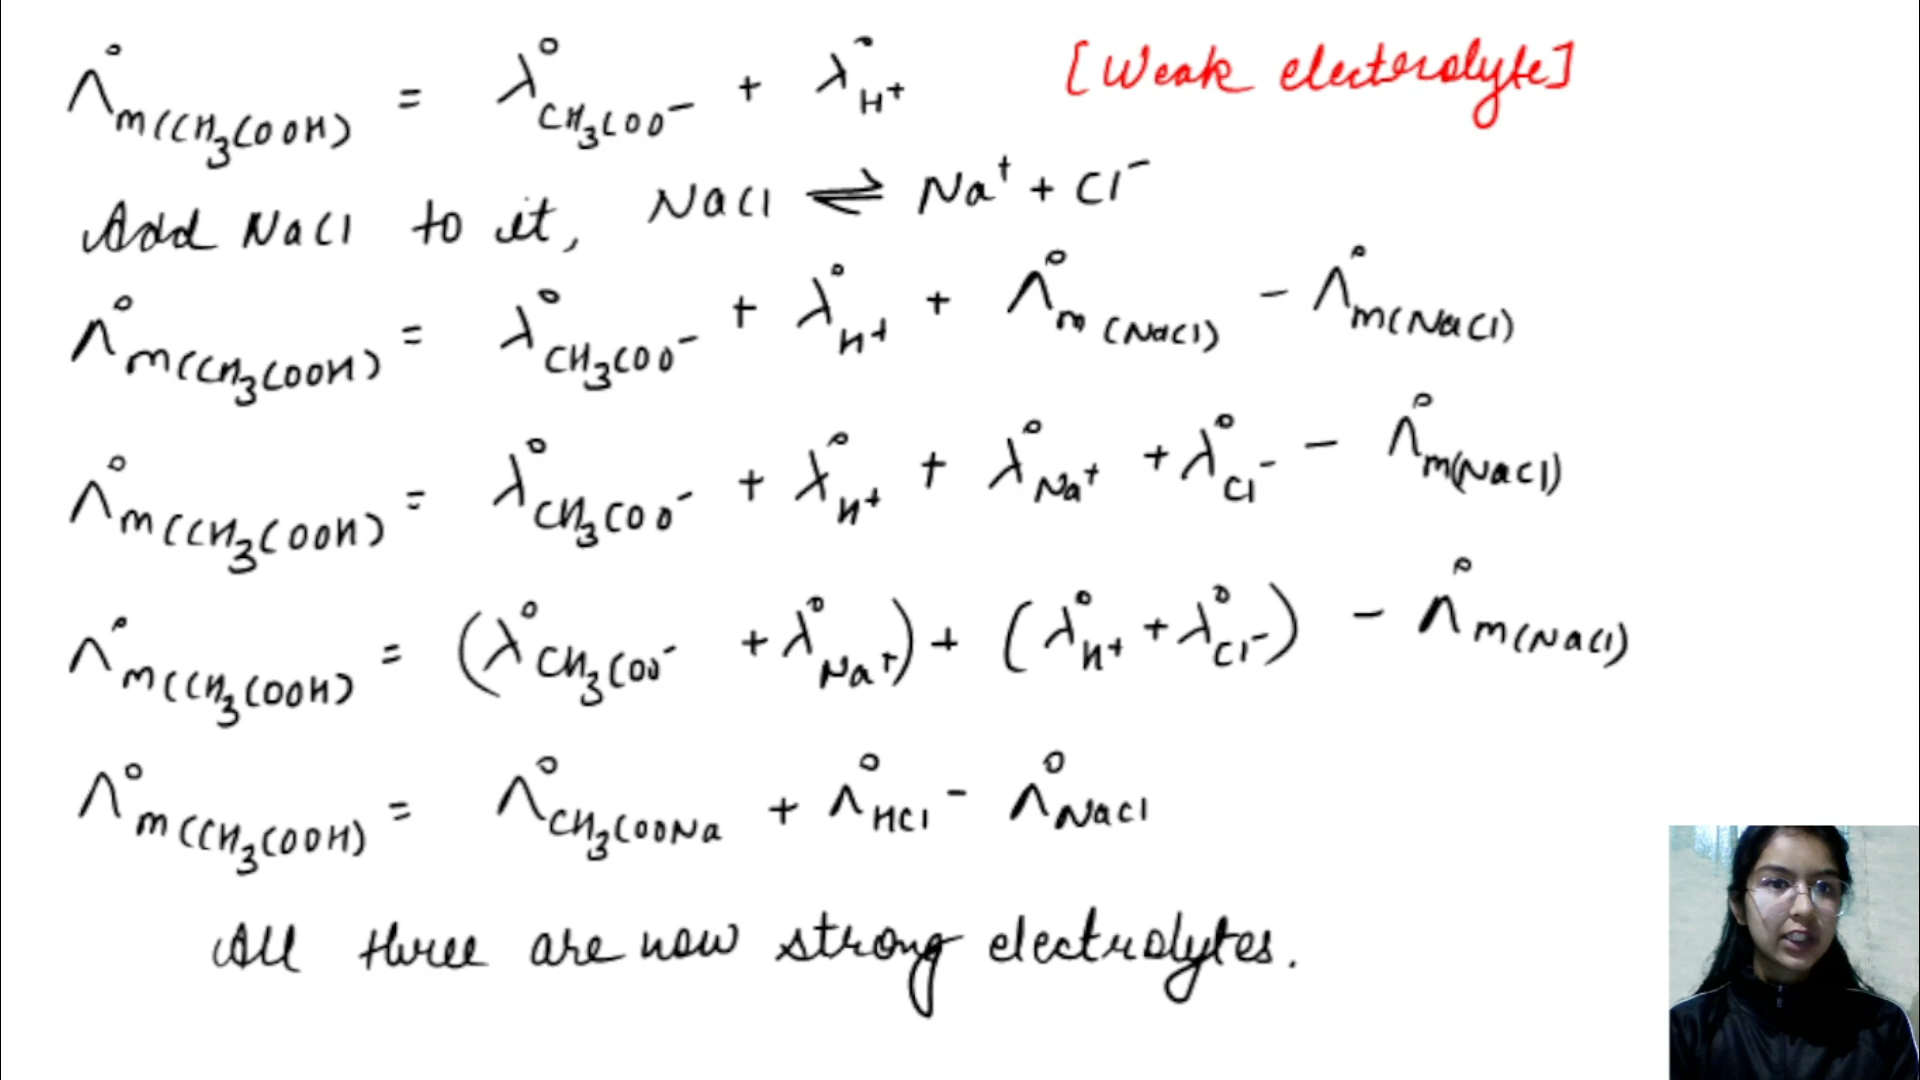 Λ°m(CH₃COOH) = λ°CH₃COO⁻ + λ°H⁺ [Weak electrolyte]
Add NaCl to it, NaCl ⇌ Na⁺ + Cl⁻
Λ°m(CH₃COOH) = λ°CH₃COO⁻ + λ°H⁺ + Λ°m(NaCl) − Λ°m(NaCl)
Λ°m(CH₃COOH) = λ°CH₃COO⁻ + λ°H⁺ + λ°Na⁺ + λ°Cl⁻ − Λ°m(NaCl)
Λ°m(CH₃COOH) = (λ°CH₃COO⁻ + λ°Na⁺) + (λ°H⁺ + λ°Cl⁻) − Λ°m(NaCl)
Λ°m(CH₃COOH) = Λ°CH₃COONa + Λ°HCl − Λ°NaCl
All three are now strong electrolytes.